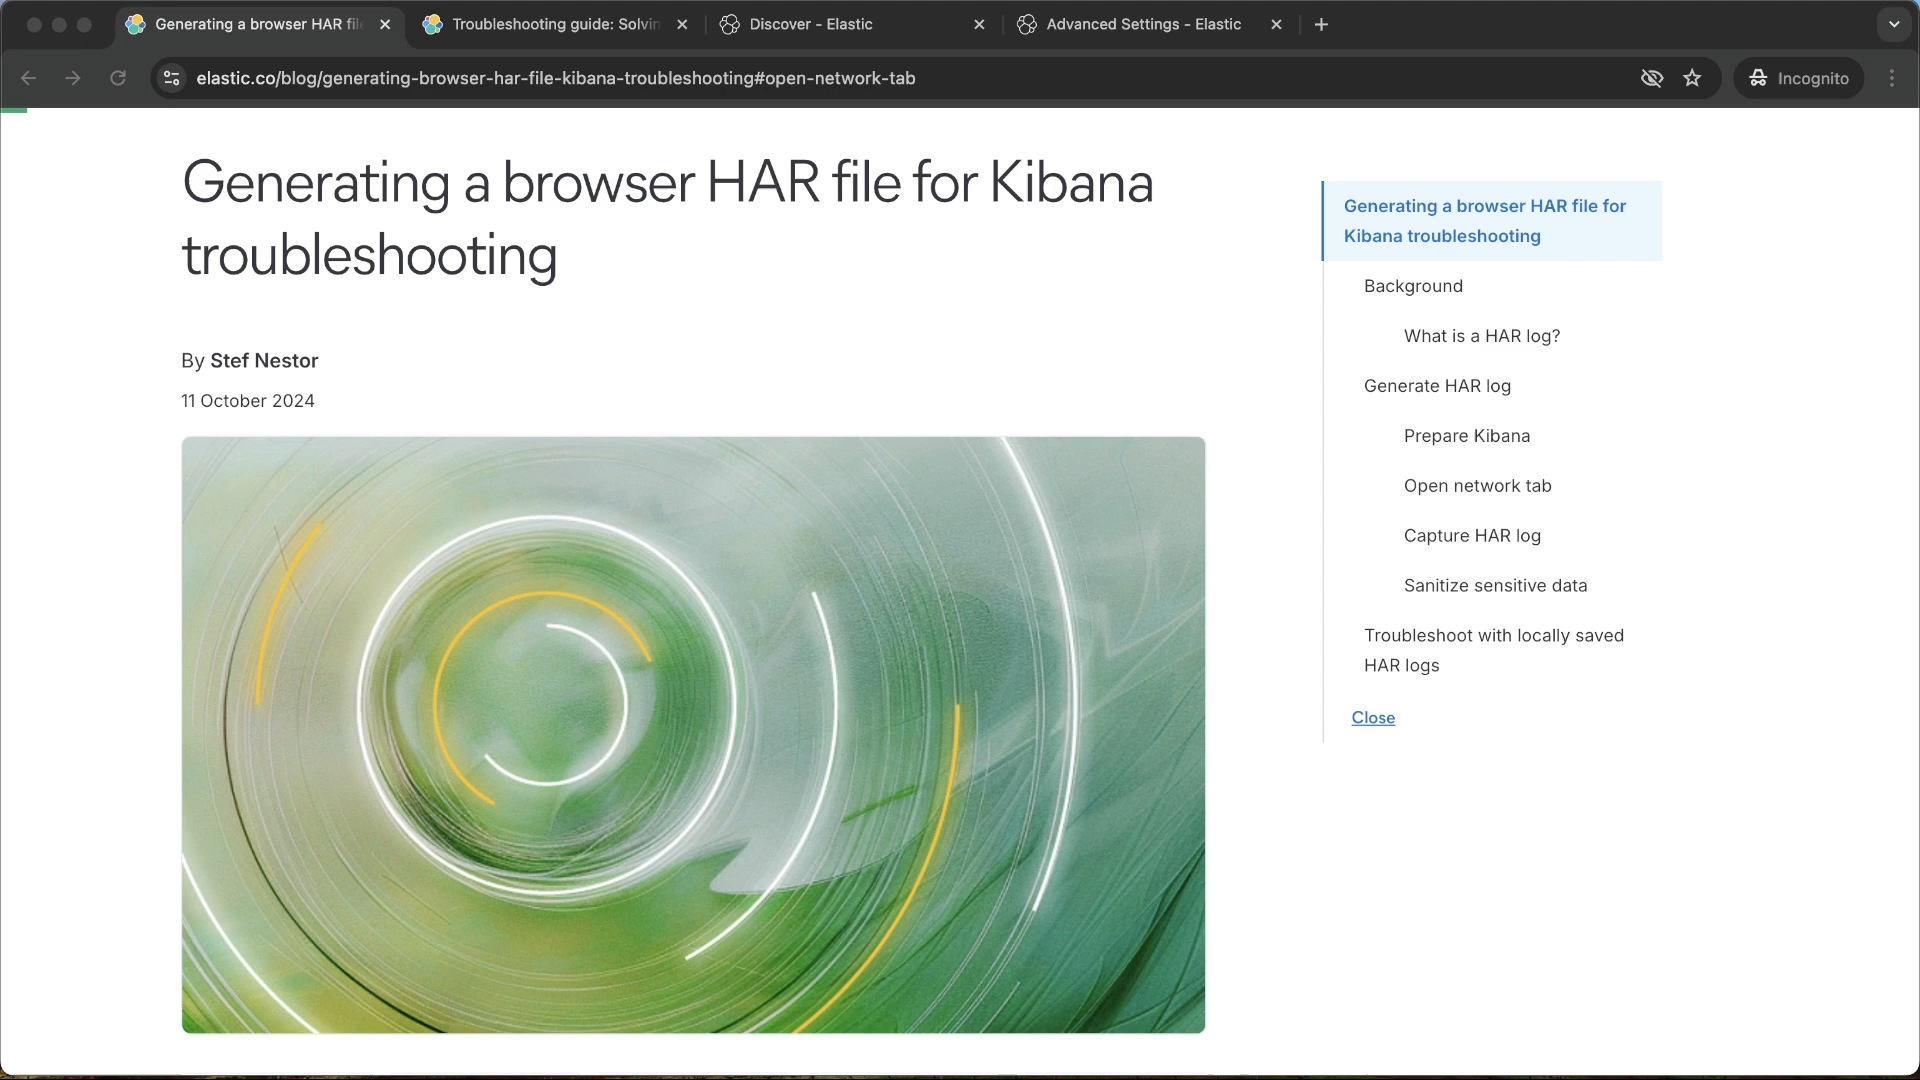 Generating a browser HAR file
Troubleshooting guide: Solvin
Discover - Elastic
Advanced Settings - Elastic
elastic.co/blog/generating-browser-har-file-kibana-troubleshooting#open-network-tab
Incognito
Generating a browser HAR file for Kibana
troubleshooting
By Stef Nestor
11 October 2024
Generating a browser HAR file for
Kibana troubleshooting
Background
What is a HAR log?
Generate HAR log
Prepare Kibana
Open network tab
Capture HAR log
Sanitize sensitive data
Troubleshoot with locally saved
HAR logs
Close